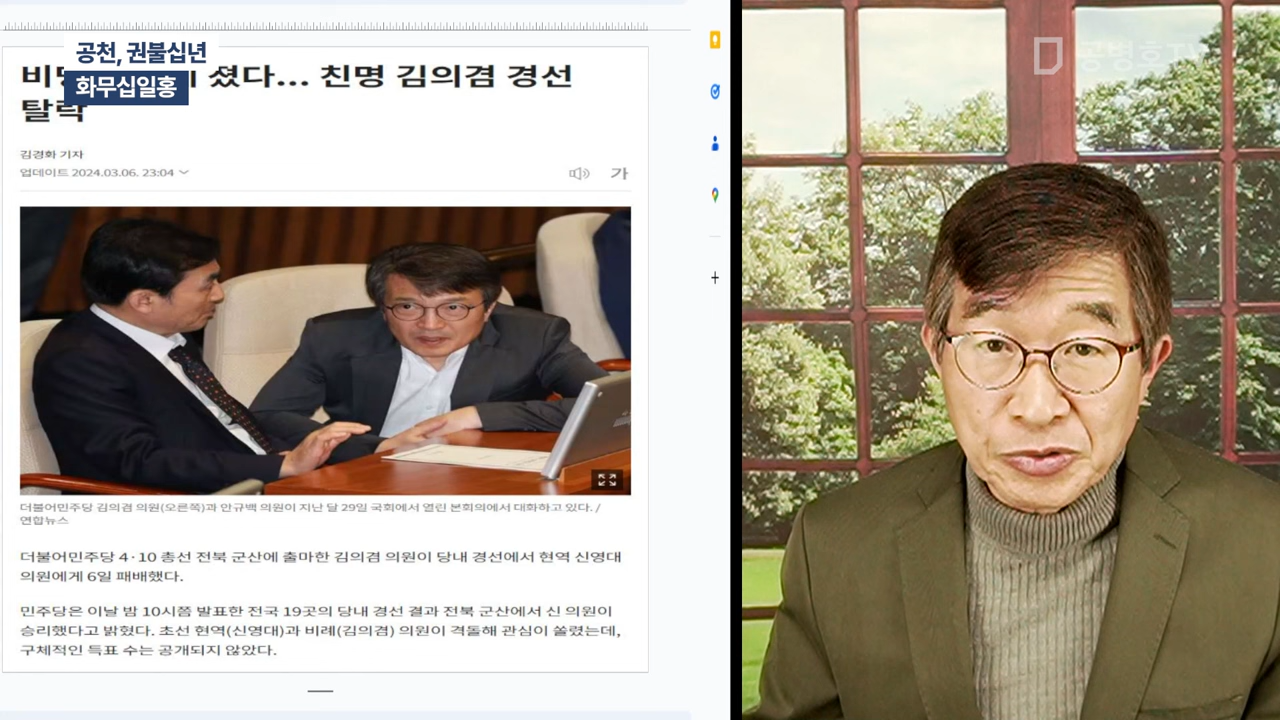 공천, 권불십년
화무십일홍
셨다... 친명 김의겸 경선
탈락
김경화 기자
업데이트 2024.03.06. 23:04
가
더불어민주당 김의겸 의원(오른쪽)과 안규백 의원이 지난 달 29일 국회에서 열린 본회의에서 대화하고 있다. /
연합뉴스
더불어민주당 4·10 총선 전북 군산에 출마한 김의겸 의원이 당내 경선에서 현역 신영대
의원에게 6일 패배했다.
민주당은 이날 밤 10시쯤 발표한 전국 19곳의 당내 경선 결과 전북 군산에서 신 의원이
승리했다고 밝혔다. 초선 현역(신영대)과 비례(김의겸) 의원이 격돌해 관심이 쏠렸는데,
구체적인 득표 수는 공개되지 않았다.
공병호TV